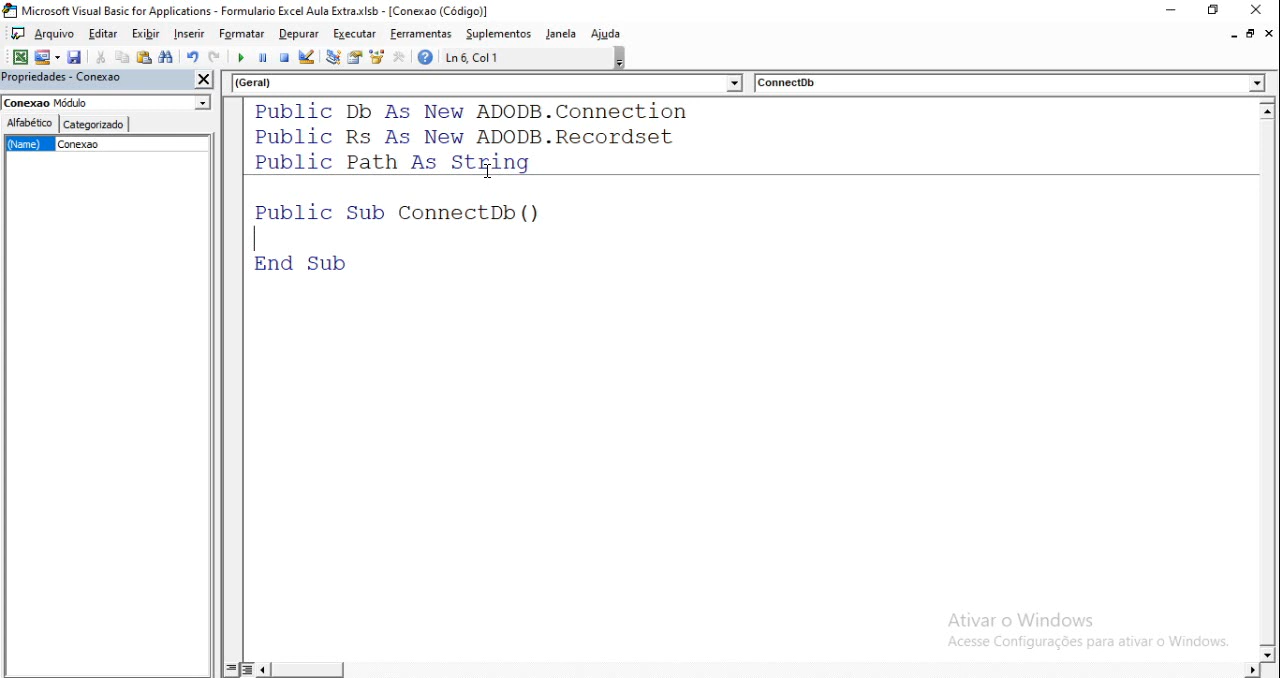 Microsoft Visual Basic for Applications - Formulario Excel Aula Extra.xlsb - [Conexao (Código)]
Arquivo Editar Exibir Inserir Formatar Depurar Executar Ferramentas Suplementos Janela Ajuda
Ln 6, Col 1
Propriedades - Conexao
(Geral)
ConnectDb
Conexao Módulo
Alfabético Categorizado
(Name) Conexao
Public Db As New ADODB.Connection
Public Rs As New ADODB.Recordset
Public Path As String
Public Sub ConnectDb()
End Sub
Ativar o Windows
Acesse Configurações para ativar o Windows.